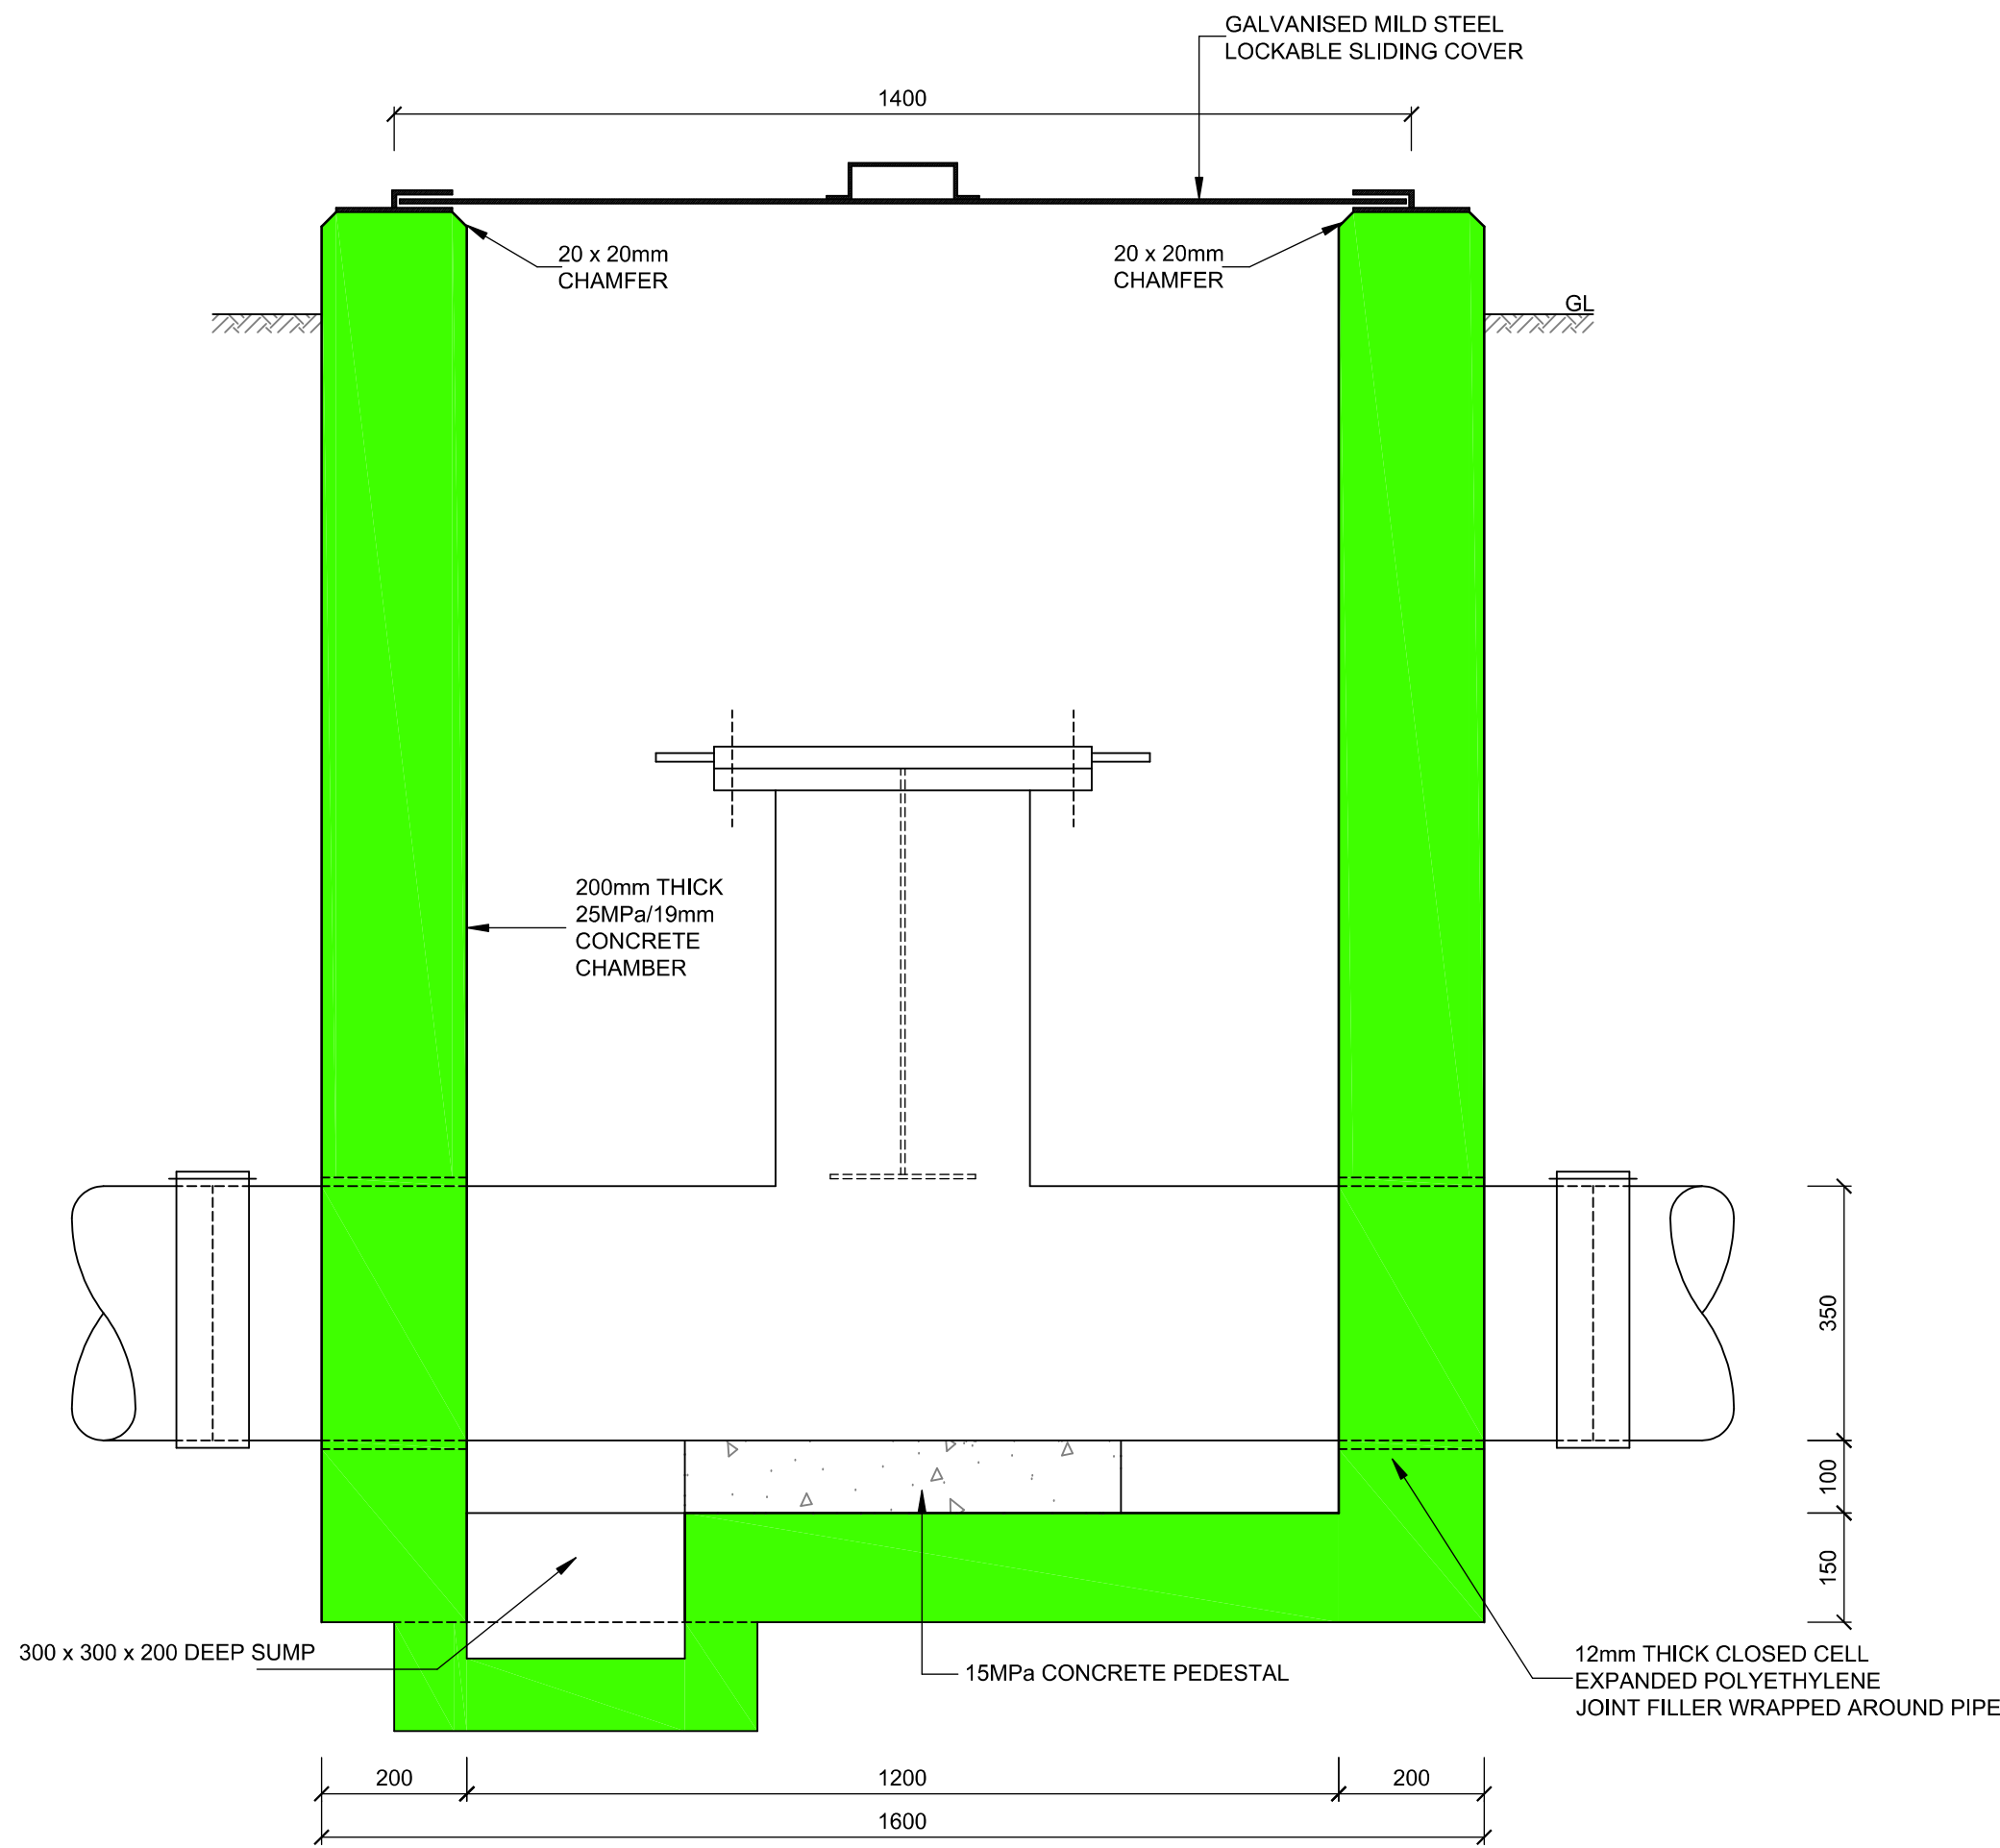 GALVANISED MILD STEEL
LOCKABLE SLIDING COVER
1400
20 x 20mm
CHAMFER
20 x 20mm
CHAMFER
GL
200mm THICK
25MPa/19mm
CONCRETE
CHAMBER
350
100
150
300 x 300 x 200 DEEP SUMP
15MPa CONCRETE PEDESTAL
12mm THICK CLOSED CELL
EXPANDED POLYETHYLENE
JOINT FILLER WRAPPED AROUND PIPE
200
1200
200
1600